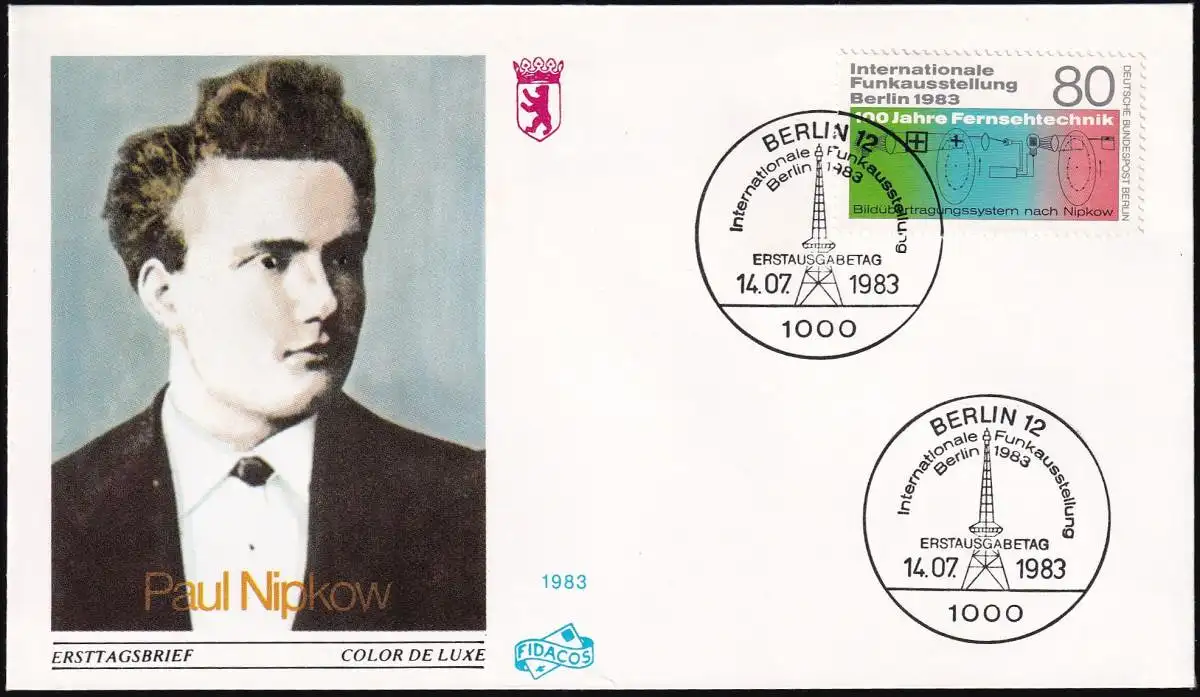 Internationale
Funkausstellung
Berlin 1983
80
100 Jahre Fernsehtechnik
Bildübertragungssystem nach Nipkow
DEUTSCHE BUNDESPOST BERLIN
BERLIN 12
Internationale Funkausstellung
Berlin 1983
ERSTAUSGABETAG
14.07. 1983
1000
BERLIN 12
Internationale Funkausstellung
Berlin 1983
ERSTAUSGABETAG
14.07. 1983
1000
Paul Nipkow
ERSTTAGSBRIEF COLOR DE LUXE
1983
FIDACOS